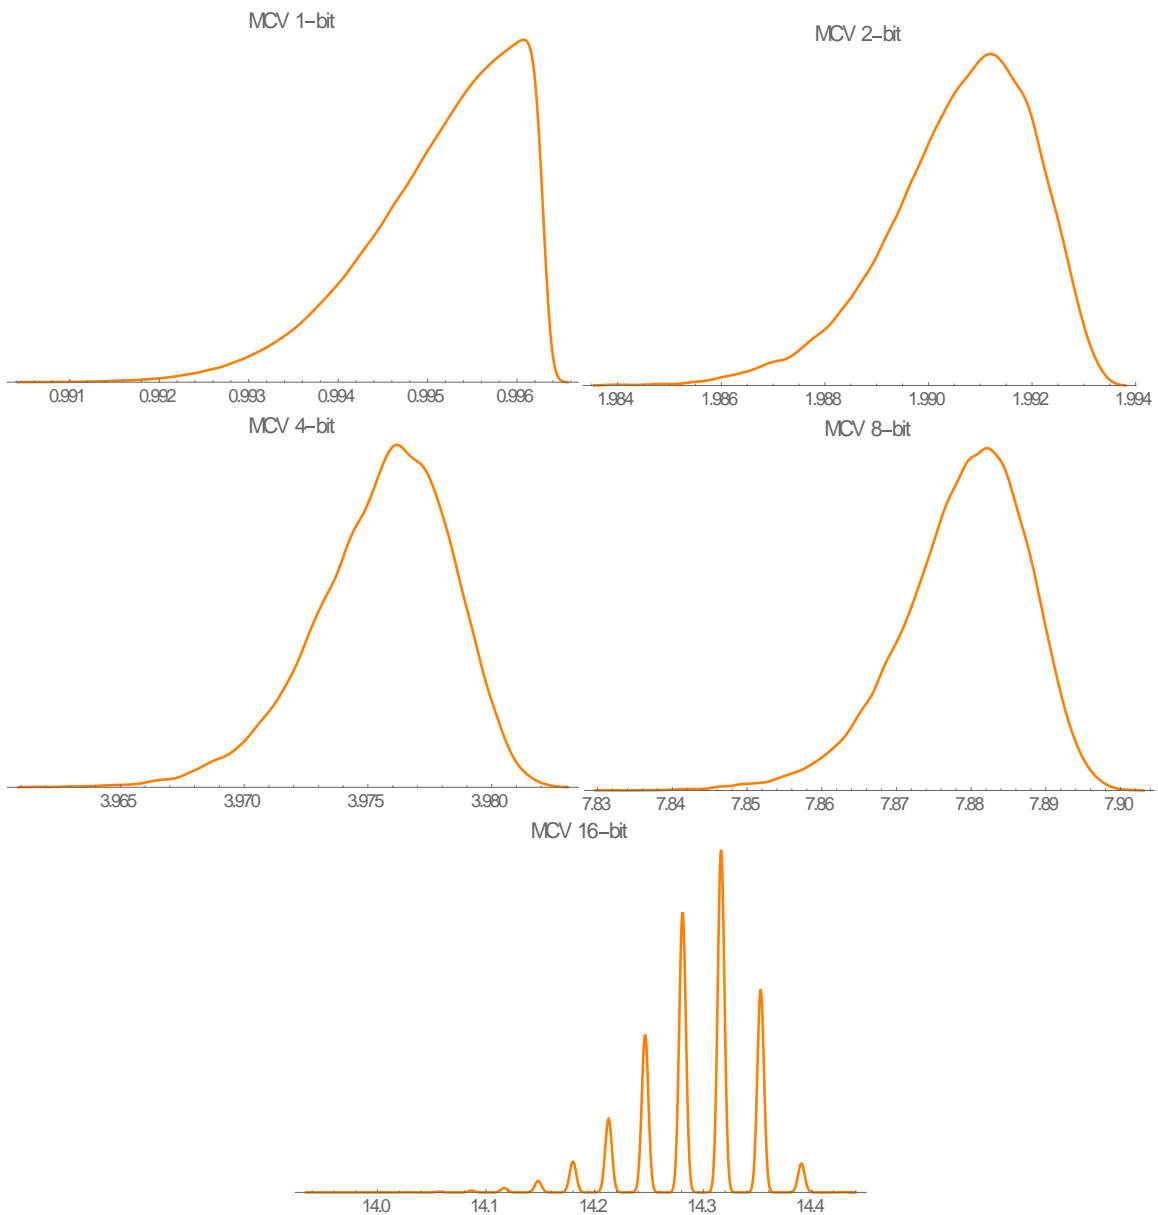 MCV 1–bit
0.991 0.992 0.993 0.994 0.995 0.996
MCV 2–bit
1.984 1.986 1.988 1.990 1.992 1.994
MCV 4–bit
3.965 3.970 3.975 3.980
MCV 8–bit
7.83 7.84 7.85 7.86 7.87 7.88 7.89 7.90
MCV 16–bit
14.0 14.1 14.2 14.3 14.4